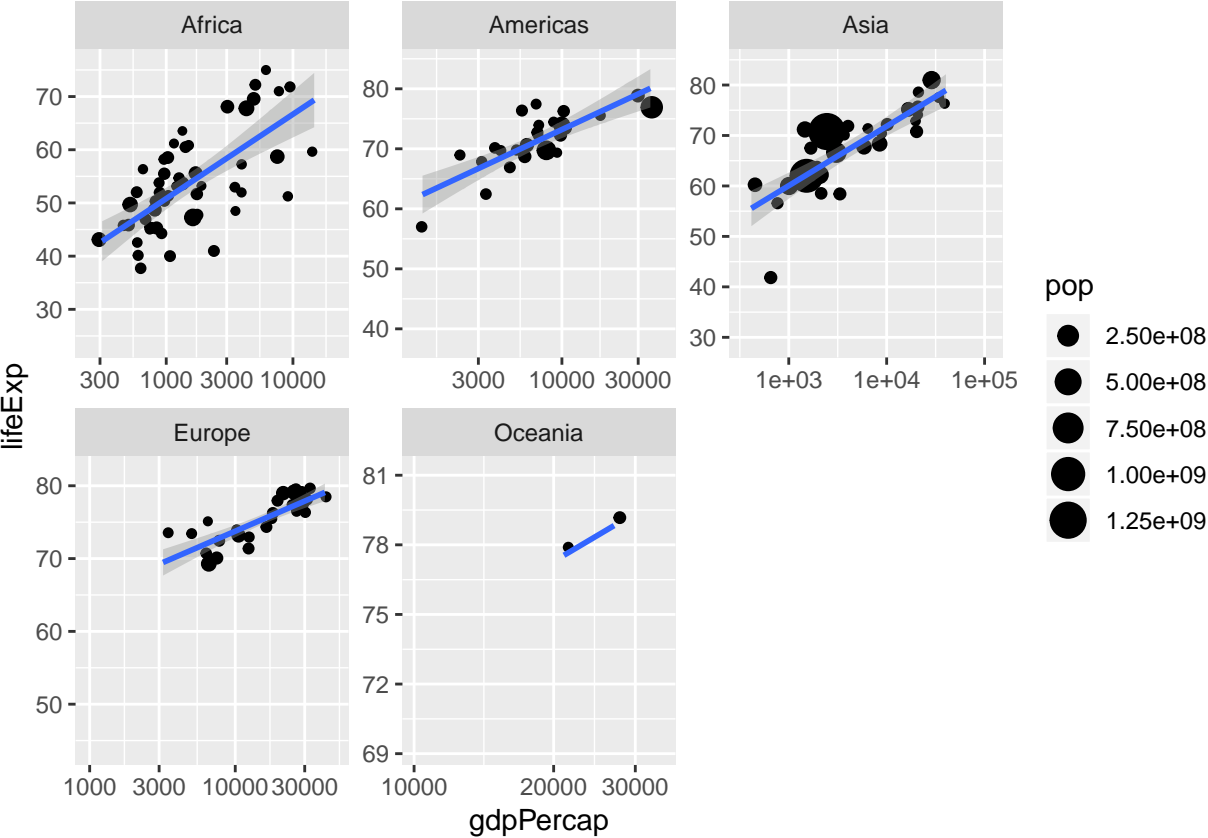 Africa
Americas
Asia
70
60
50
40
30
300 1000 3000 10000
80
70
60
50
40
3000 10000 30000
80
70
60
50
40
30
1e+03 1e+04 1e+05
lifeExp
Europe
Oceania
80
70
60
50
1000 3000 10000 30000
81
78
75
72
69
10000 20000 30000
gdpPercap
pop
2.50e+08
5.00e+08
7.50e+08
1.00e+09
1.25e+09